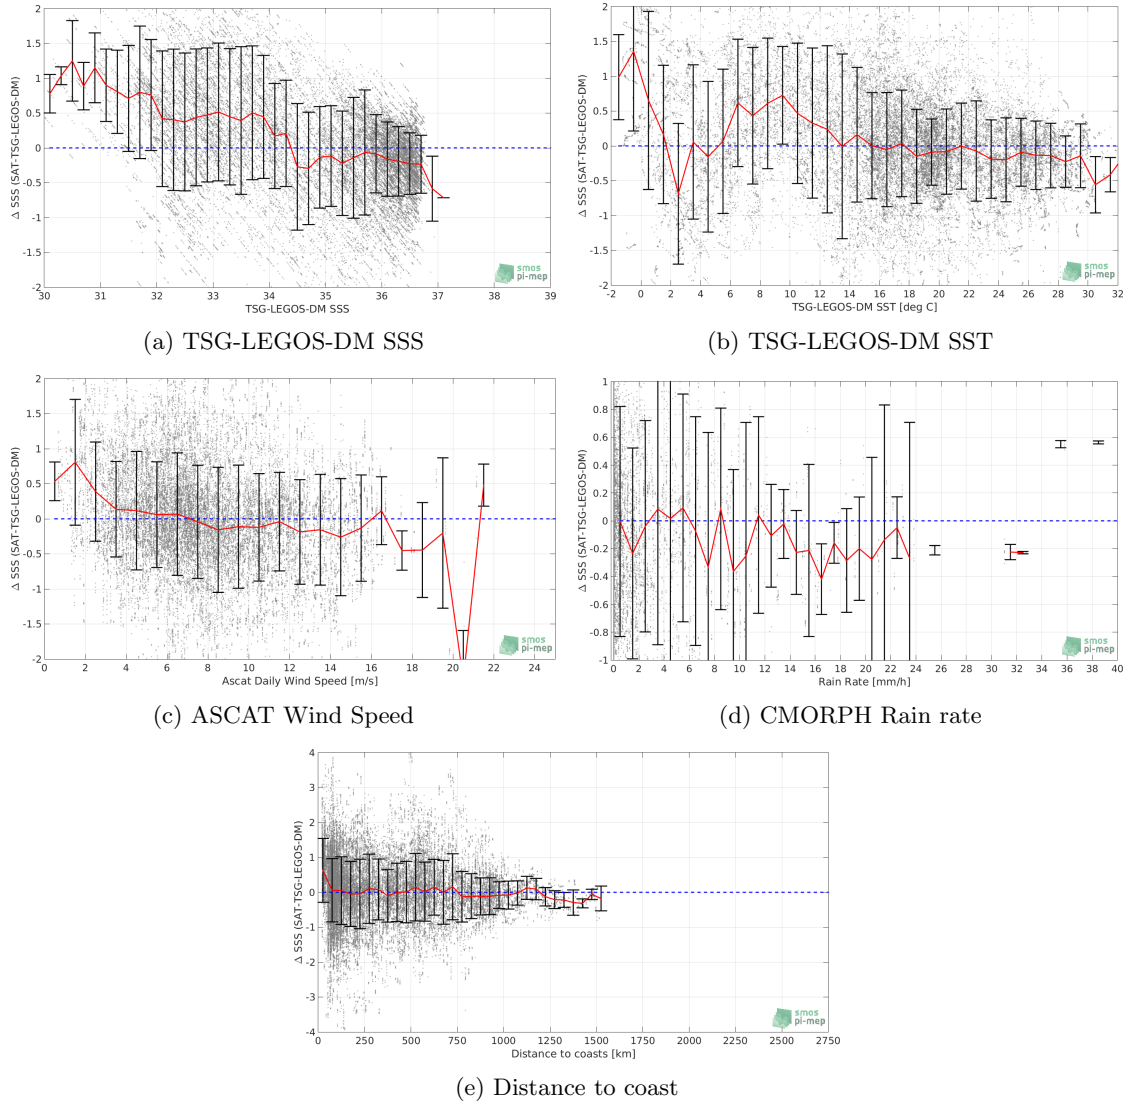 2
1.5
1
0.5
0
-0.5
-1
-1.5
-2
Δ SSS (SAT-TSG-LEGOS-DM)
30 31 32 33 34 35 36 37 38 39
TSG-LEGOS-DM SSS
smos
pi-mep
(a) TSG-LEGOS-DM SSS
2
1.5
1
0.5
0
-0.5
-1
-1.5
-2
Δ SSS (SAT-TSG-LEGOS-DM)
-2 0 2 4 6 8 10 12 14 16 18 20 22 24 26 28 30 32
TSG-LEGOS-DM SST [deg C]
smos
pi-mep
(b) TSG-LEGOS-DM SST
2
1.5
1
0.5
0
-0.5
-1
-1.5
-2
Δ SSS (SAT-TSG-LEGOS-DM)
0 2 4 6 8 10 12 14 16 18 20 22 24
Ascat Daily Wind Speed [m/s]
smos
pi-mep
(c) ASCAT Wind Speed
1
0.8
0.6
0.4
0.2
0
-0.2
-0.4
-0.6
-0.8
-1
Δ SSS (SAT-TSG-LEGOS-DM)
0 2 4 6 8 10 12 14 16 18 20 22 24 26 28 30 32 34 36 38 40
Rain Rate [mm/h]
smos
pi-mep
(d) CMORPH Rain rate
4
3
2
1
0
-1
-2
-3
-4
Δ SSS (SAT-TSG-LEGOS-DM)
0 250 500 750 1000 1250 1500 1750 2000 2250 2500 2750
Distance to coasts [km]
smos
pi-mep
(e) Distance to coast